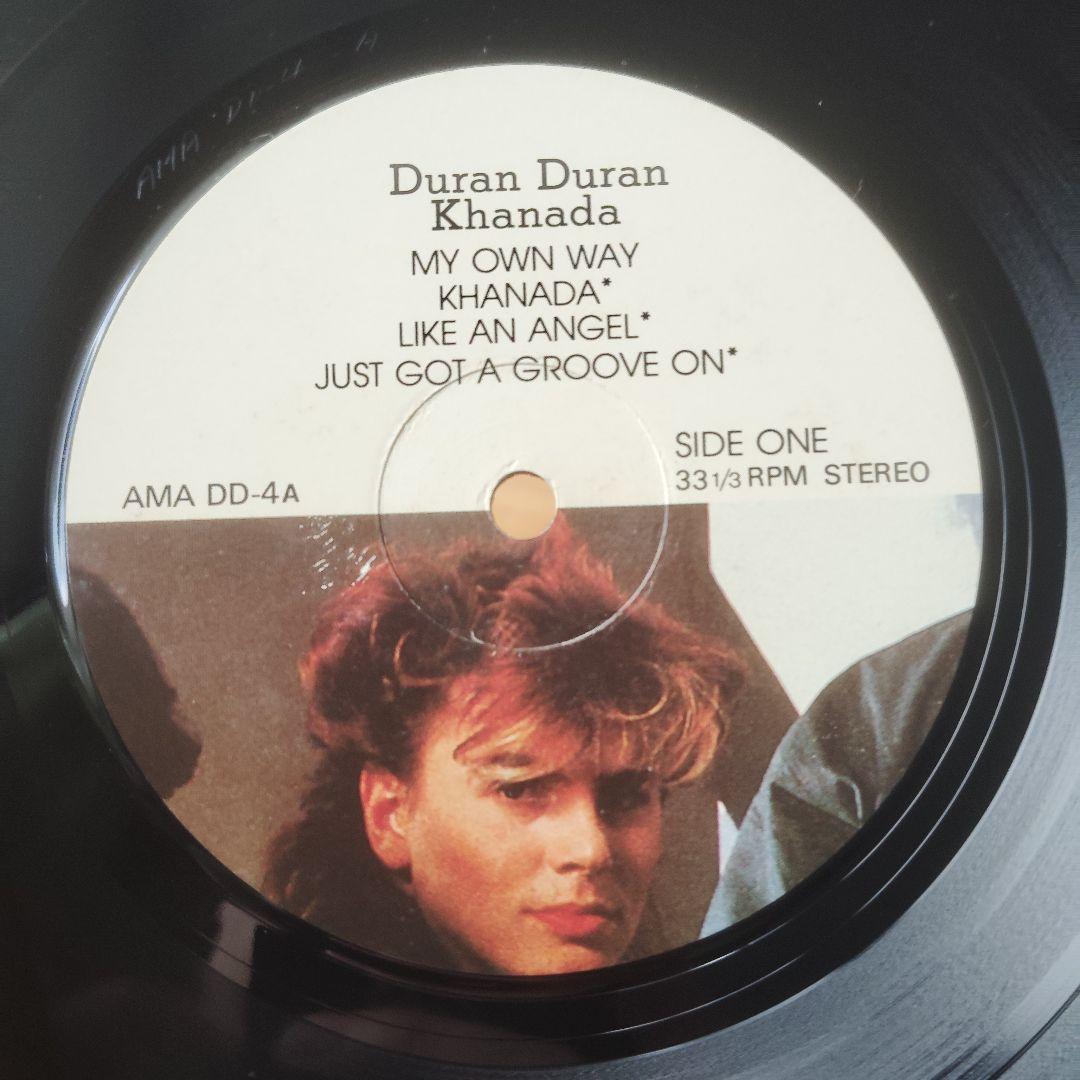 Duran Duran
Khanada
MY OWN WAY
KHANADA*
LIKE AN ANGEL*
JUST GOT A GROOVE ON*
SIDE ONE
33 1/3 RPM STEREO
AMA DD-4A